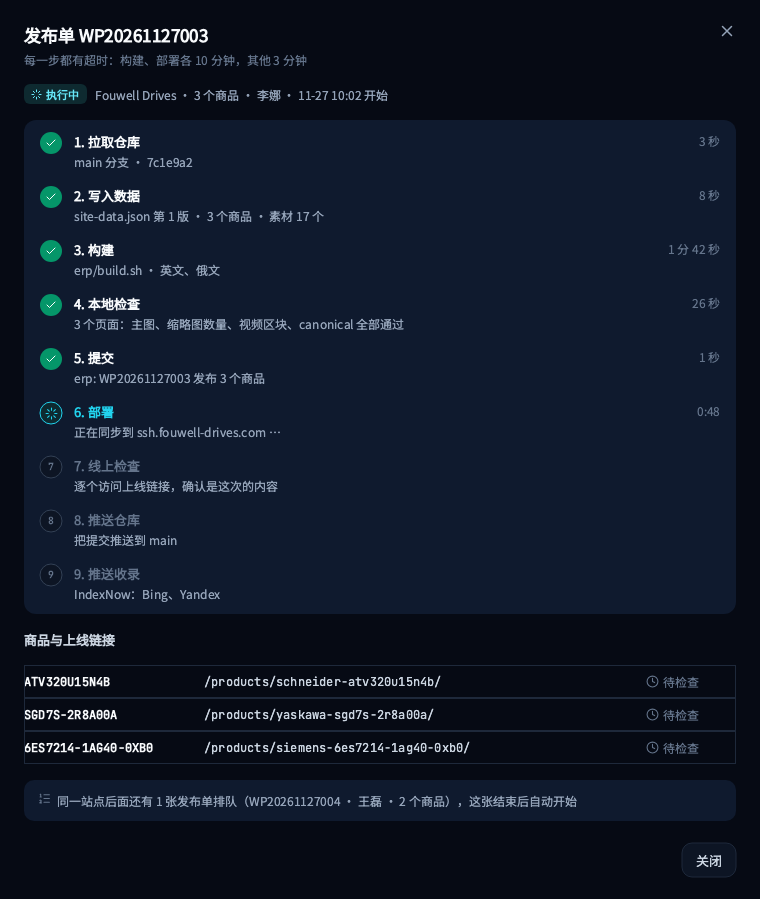 发布单 WP20261127003
每一步都有超时：构建、部署各 10 分钟，其他 3 分钟
执行中 Fouwell Drives • 3 个商品 • 李娜 • 11-27 10:02 开始
1. 拉取仓库 3 秒
main 分支 • 7c1e9a2
2. 写入数据 8 秒
site-data.json 第 1 版 • 3 个商品 • 素材 17 个
3. 构建 1 分 42 秒
erp/build.sh • 英文、俄文
4. 本地检查 26 秒
3 个页面：主图、缩略图数量、视频区块、canonical 全部通过
5. 提交 1 秒
erp: WP20261127003 发布 3 个商品
6. 部署 0:48
正在同步到 ssh.fouwell-drives.com ⋯
7 7. 线上检查
逐个访问上线链接，确认是这次的内容
8 8. 推送仓库
把提交推送到 main
9 9. 推送收录
IndexNow：Bing、Yandex
商品与上线链接
ATV320U15N4B /products/schneider-atv320u15n4b/ 待检查
SGD7S-2R8A00A /products/yaskawa-sgd7s-2r8a00a/ 待检查
6ES7214-1AG40-0XB0 /products/siemens-6es7214-1ag40-0xb0/ 待检查
同一站点后面还有 1 张发布单排队（WP20261127004 • 王磊 • 2 个商品），这张结束后自动开始
关闭